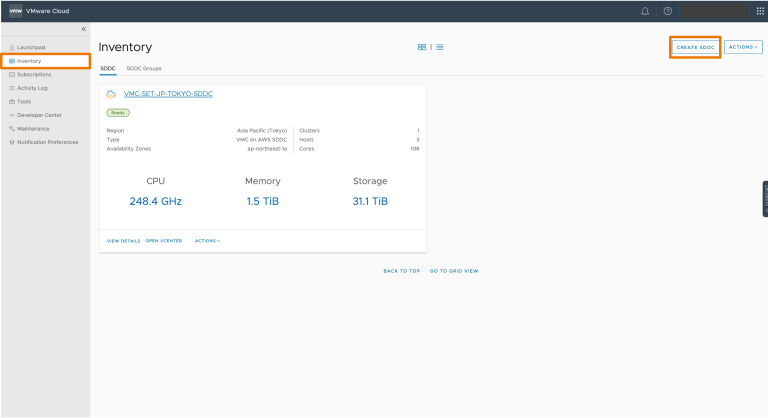 vmw VMware Cloud
«
Launchpad
Inventory
Subscriptions
Activity Log
Tools
Developer Center
Maintenance
Notification Preferences
Inventory
CREATE SDDC
ACTIONS
SDDC SDDC Groups
VMC-SET-JP-TOKYO-SDDC
Ready
Region Asia Pacific (Tokyo) Clusters 1
Type VMC on AWS SDDC Hosts 3
Availability Zones ap-northeast-1a Cores 108
CPU Memory Storage
248.4 GHz 1.5 TiB 31.1 TiB
VIEW DETAILS OPEN VCENTER ACTIONS
BACK TO TOP GO TO GRID VIEW